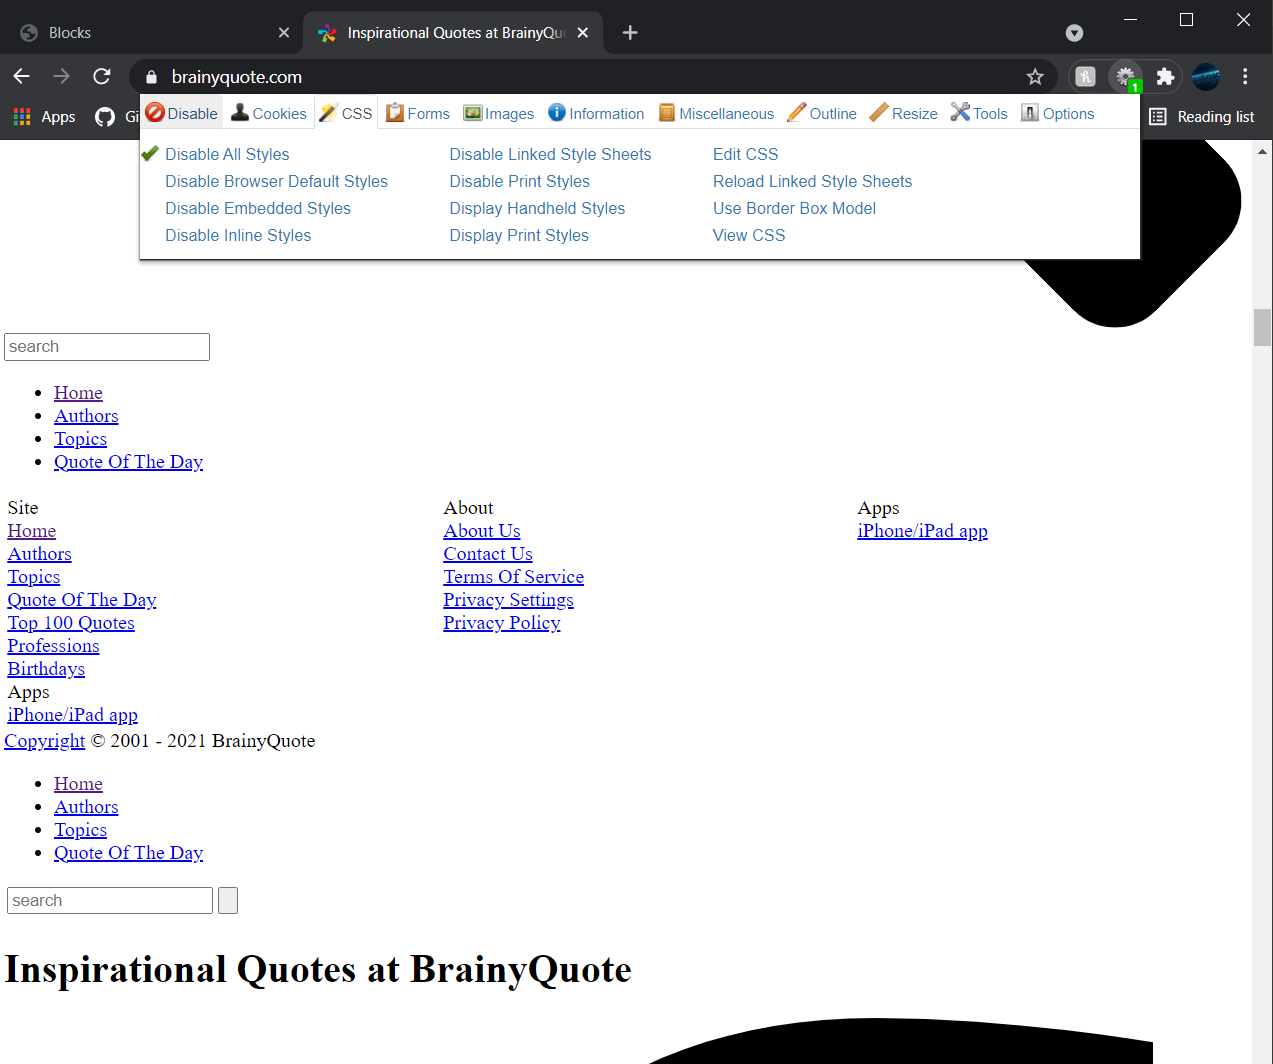 Blocks
Inspirational Quotes at BrainyQu
brainyquote.com
1
Apps Gi Reading list
Disable Cookies CSS Forms Images Information Miscellaneous Outline Resize Tools Options
Disable All Styles Disable Linked Style Sheets Edit CSS
Disable Browser Default Styles Disable Print Styles Reload Linked Style Sheets
Disable Embedded Styles Display Handheld Styles Use Border Box Model
Disable Inline Styles Display Print Styles View CSS
search
Home
Authors
Topics
Quote Of The Day
Site
Home
Authors
Topics
Quote Of The Day
Top 100 Quotes
Professions
Birthdays
Apps
iPhone/iPad app
About
About Us
Contact Us
Terms Of Service
Privacy Settings
Privacy Policy
Apps
iPhone/iPad app
Copyright © 2001 - 2021 BrainyQuote
Home
Authors
Topics
Quote Of The Day
search
Inspirational Quotes at BrainyQuote